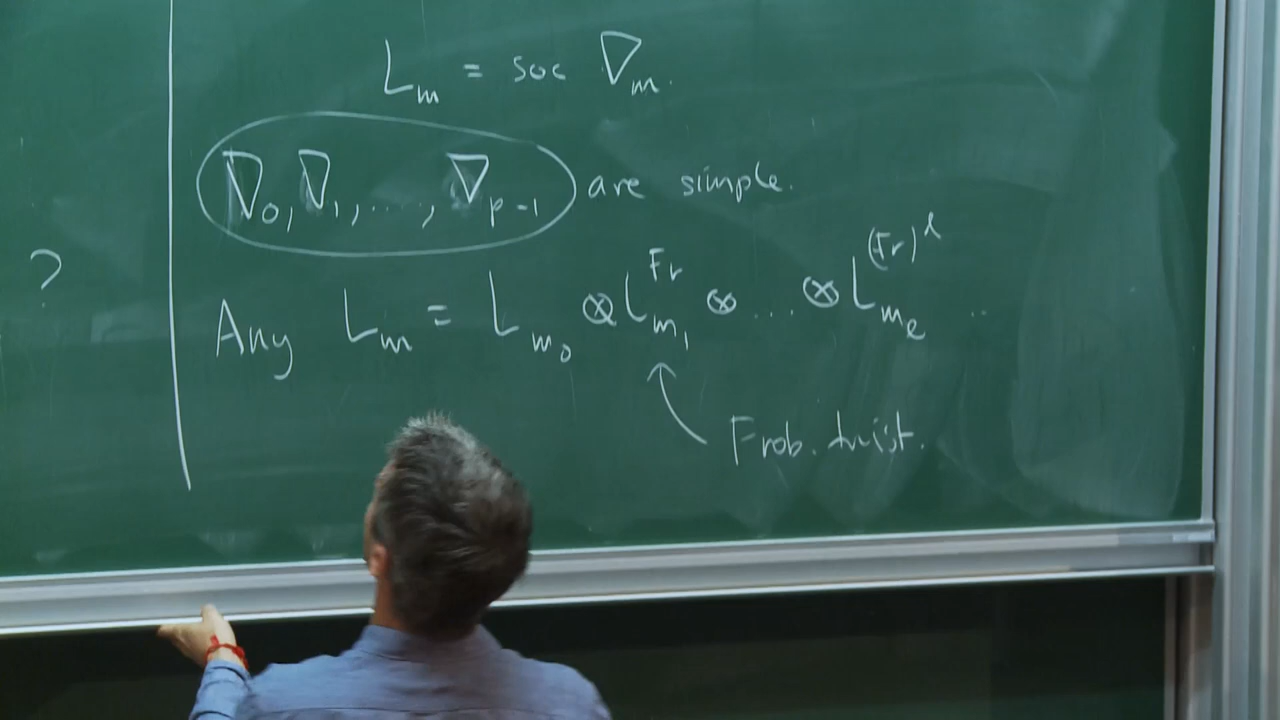 L_m = soc ∇_m.
∇_0, ∇_1, ..., ∇_{p-1} are simple.
?
Any L_m = L_{m_0} ⊗ L_{m_1}^{Fr} ⊗ ... ⊗ L_{m_ℓ}^{(Fr)^ℓ} ..
Frob. twist.